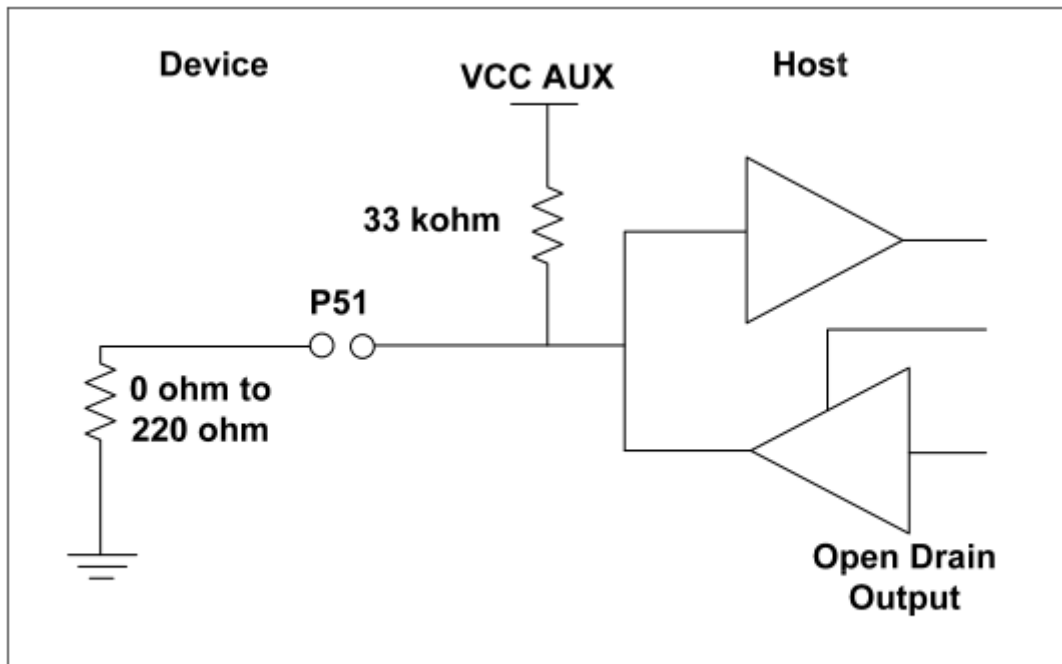 Device
VCC AUX
Host
33 kohm
P51
0 ohm to
220 ohm
Open Drain
Output